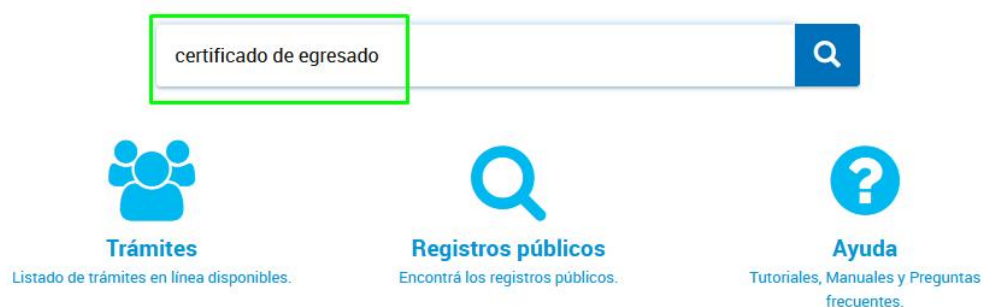 certificado de egresado
Trámites
Listado de trámites en línea disponibles.
Registros públicos
Encontrá los registros públicos.
Ayuda
Tutoriales, Manuales y Preguntas
frecuentes.